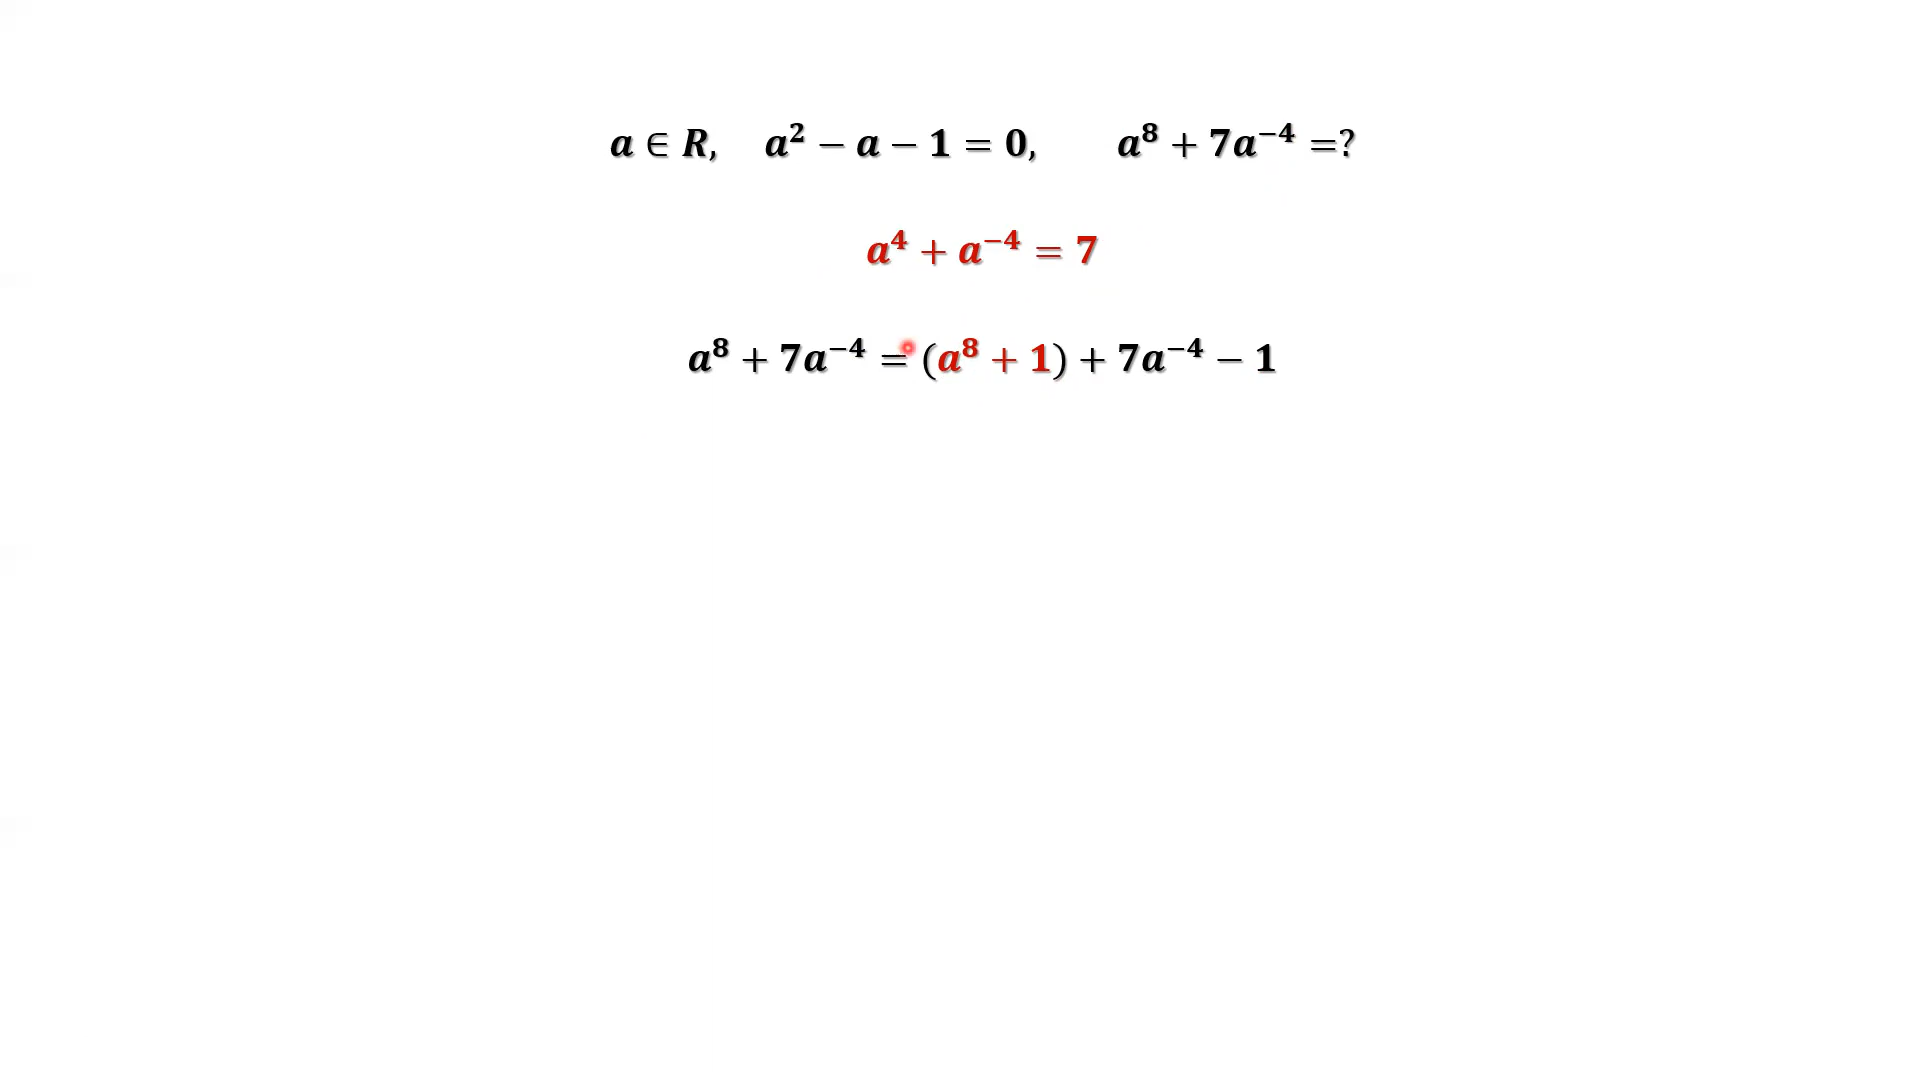 a ∈ R, a² − a − 1 = 0, a⁸ + 7a⁻⁴ =?
a⁴ + a⁻⁴ = 7
a⁸ + 7a⁻⁴ = (a⁸ + 1) + 7a⁻⁴ − 1